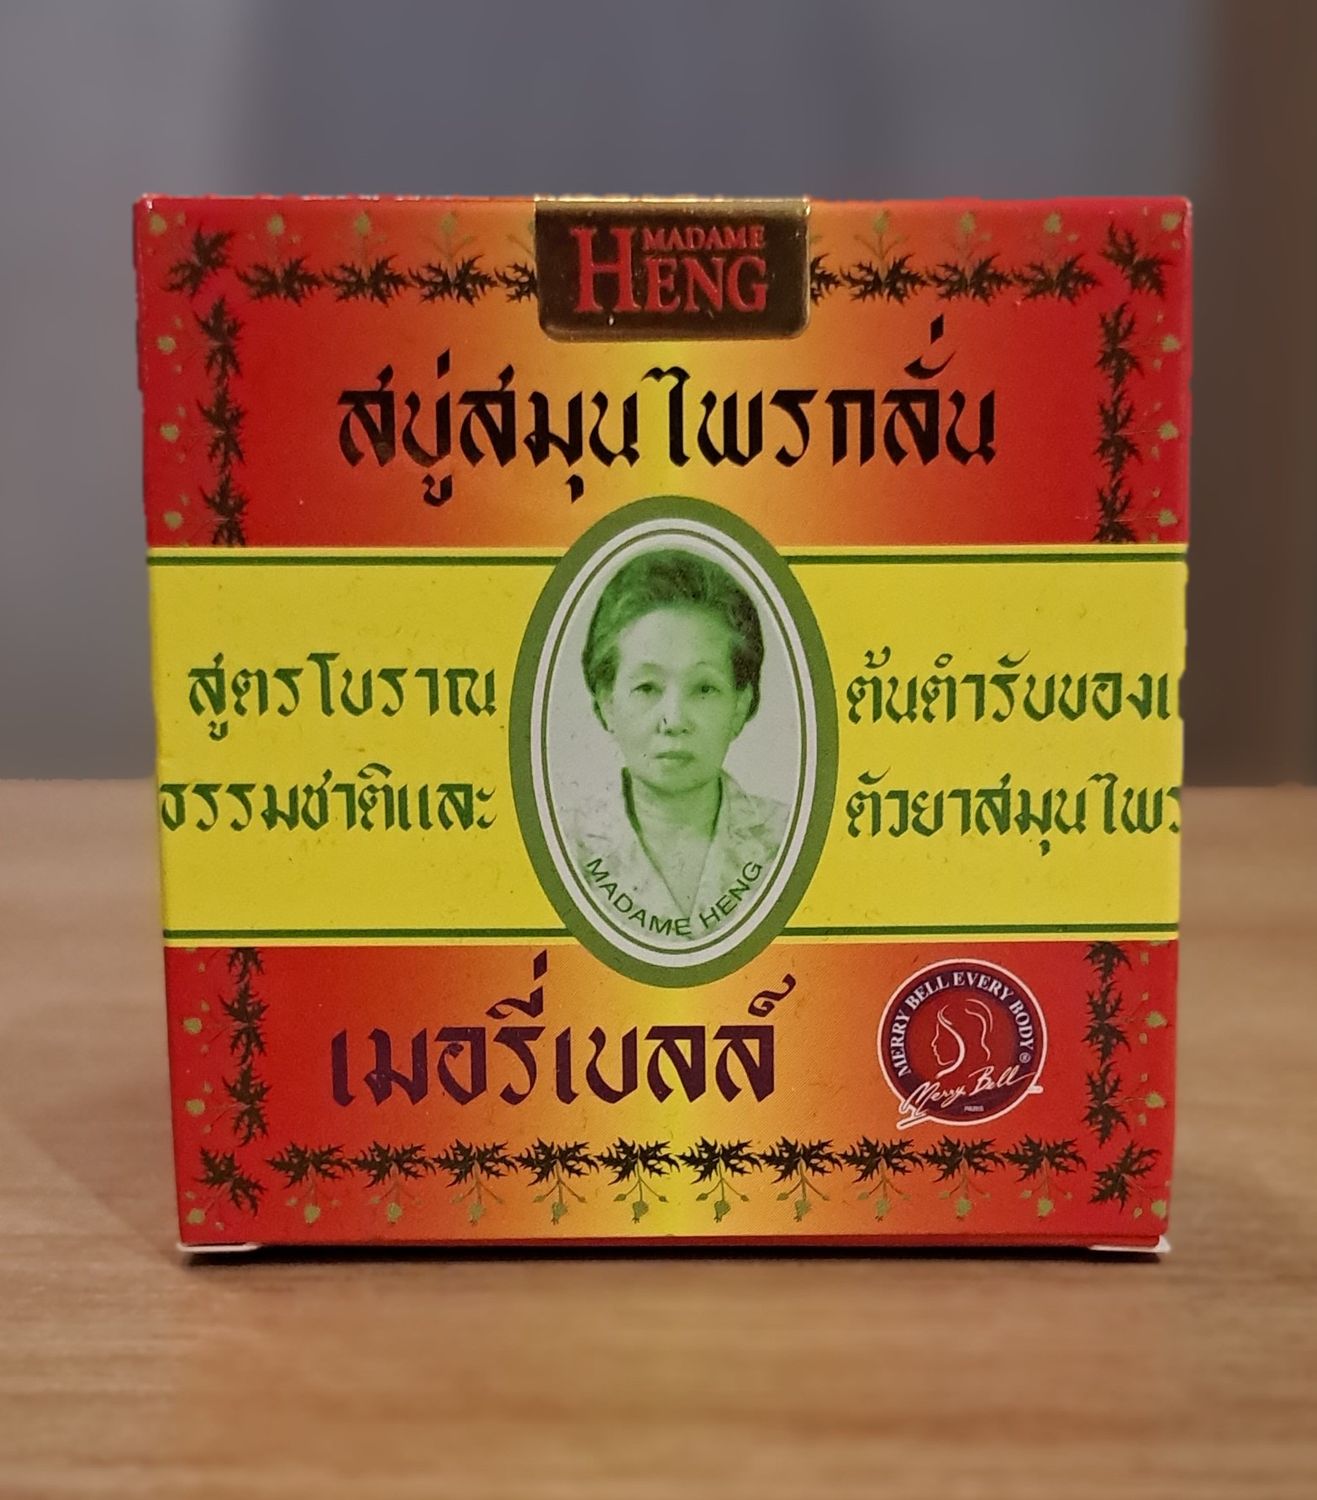 MADAME
HENG
สบู่สมุนไพรกลั่น
สูตรโบราณ
ต้นตำรับของเ
ธรรมชาติและ
ตัวยาสมุนไพร
MADAME HENG
เมอรี่เบลล์
MERRY BELL EVERY BODY®
Merry Bell
PARIS